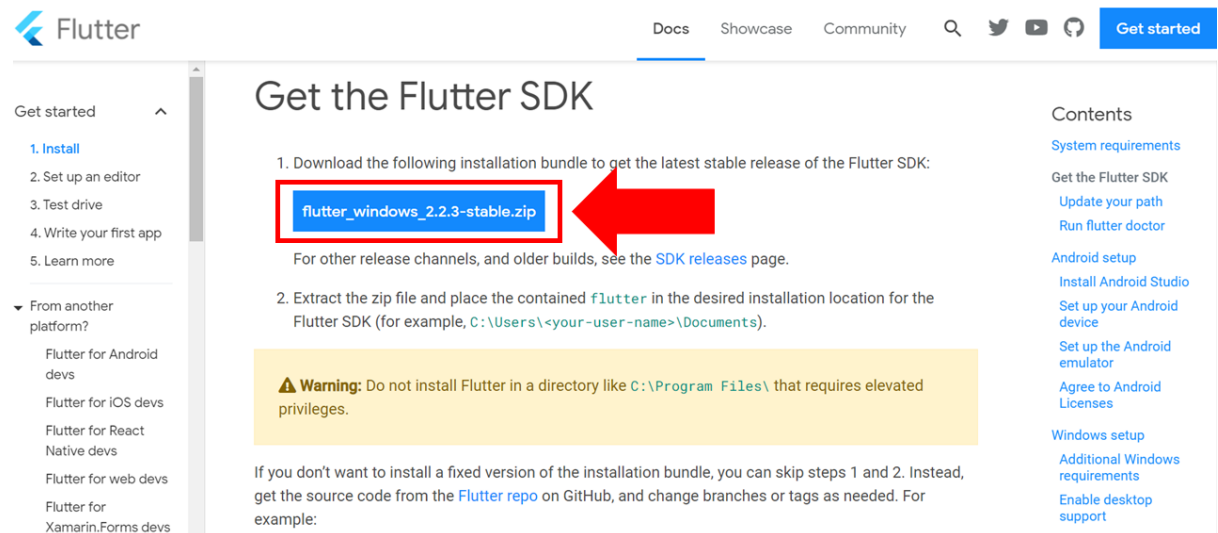 Flutter
Docs
Showcase
Community
Get started
Get started
1. Install
2. Set up an editor
3. Test drive
4. Write your first app
5. Learn more
From another
platform?
Flutter for Android
devs
Flutter for iOS devs
Flutter for React
Native devs
Flutter for web devs
Flutter for
Xamarin.Forms devs
Get the Flutter SDK
1. Download the following installation bundle to get the latest stable release of the Flutter SDK:
flutter_windows_2.2.3-stable.zip
For other release channels, and older builds, see the SDK releases page.
2. Extract the zip file and place the contained flutter in the desired installation location for the
Flutter SDK (for example, C:\Users\<your-user-name>\Documents).
Warning: Do not install Flutter in a directory like C:\Program Files\ that requires elevated
privileges.
If you don’t want to install a fixed version of the installation bundle, you can skip steps 1 and 2. Instead,
get the source code from the Flutter repo on GitHub, and change branches or tags as needed. For
example:
Contents
System requirements
Get the Flutter SDK
Update your path
Run flutter doctor
Android setup
Install Android Studio
Set up your Android
device
Set up the Android
emulator
Agree to Android
Licenses
Windows setup
Additional Windows
requirements
Enable desktop
support